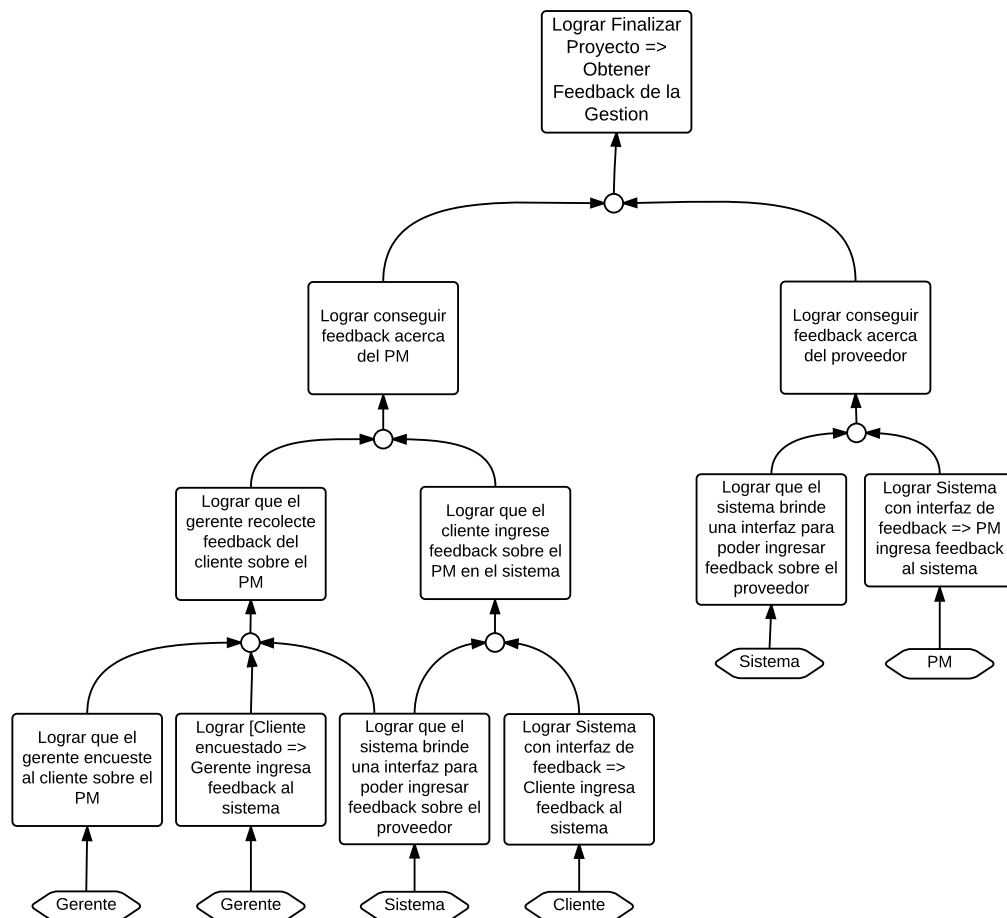 Lograr Finalizar
Proyecto =>
Obtener
Feedback de la
Gestion
Lograr conseguir
feedback acerca
del PM
Lograr conseguir
feedback acerca
del proveedor
Lograr que el
gerente recolecte
feedback del
cliente sobre el
PM
Lograr que el
cliente ingrese
feedback sobre el
PM en el sistema
Lograr que el
sistema brinde
una interfaz para
poder ingresar
feedback sobre el
proveedor
Lograr Sistema
con interfaz de
feedback => PM
ingresa feedback
al sistema
Sistema
PM
Lograr que el
gerente encueste
al cliente sobre el
PM
Lograr [Cliente
encuestado =>
Gerente ingresa
feedback al
sistema
Lograr que el
sistema brinde
una interfaz para
poder ingresar
feedback sobre el
proveedor
Lograr Sistema
con interfaz de
feedback =>
Cliente ingresa
feedback al
sistema
Gerente
Gerente
Sistema
Cliente